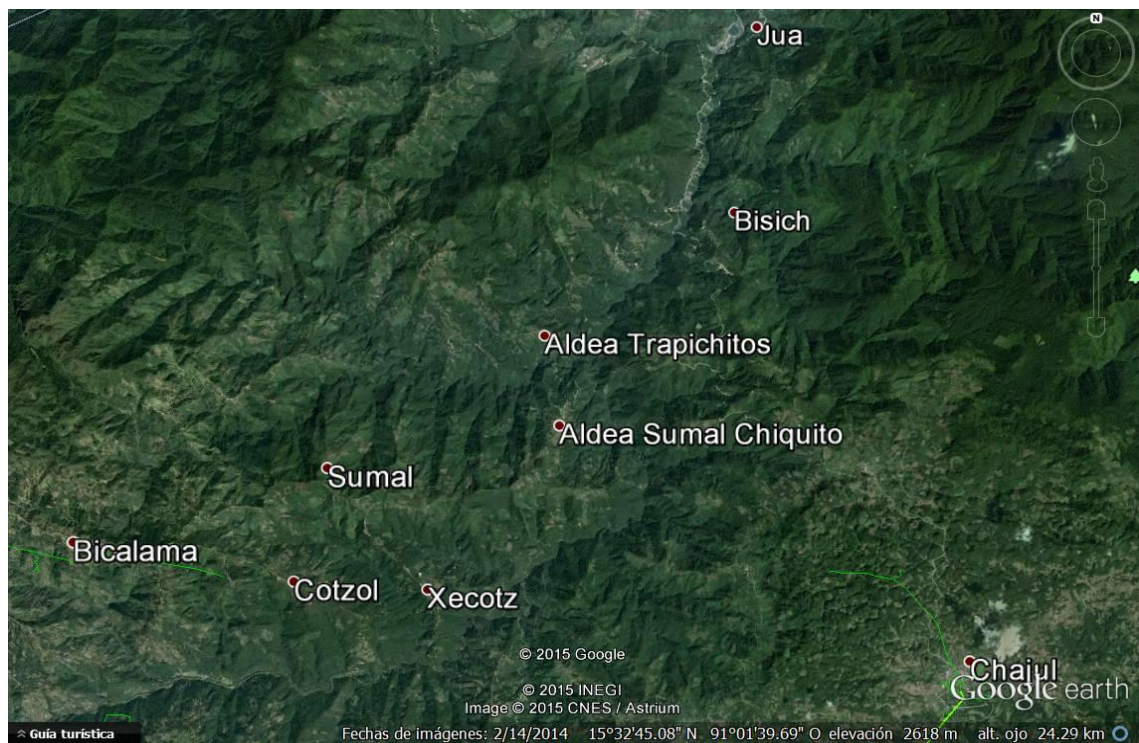 N
Jua
Bisich
Aldea Trapichitos
Aldea Sumal Chiquito
Sumal
Bicalama
Cotzol
Xecotz
© 2015 Google
Chajul
© 2015 INEGI
Google earth
Image © 2015 CNES / Astrium
Guía turística
Fechas de imágenes: 2/14/2014 15°32'45.08" N 91°01'39.69" O elevación 2618 m alt. ojo 24.29 km